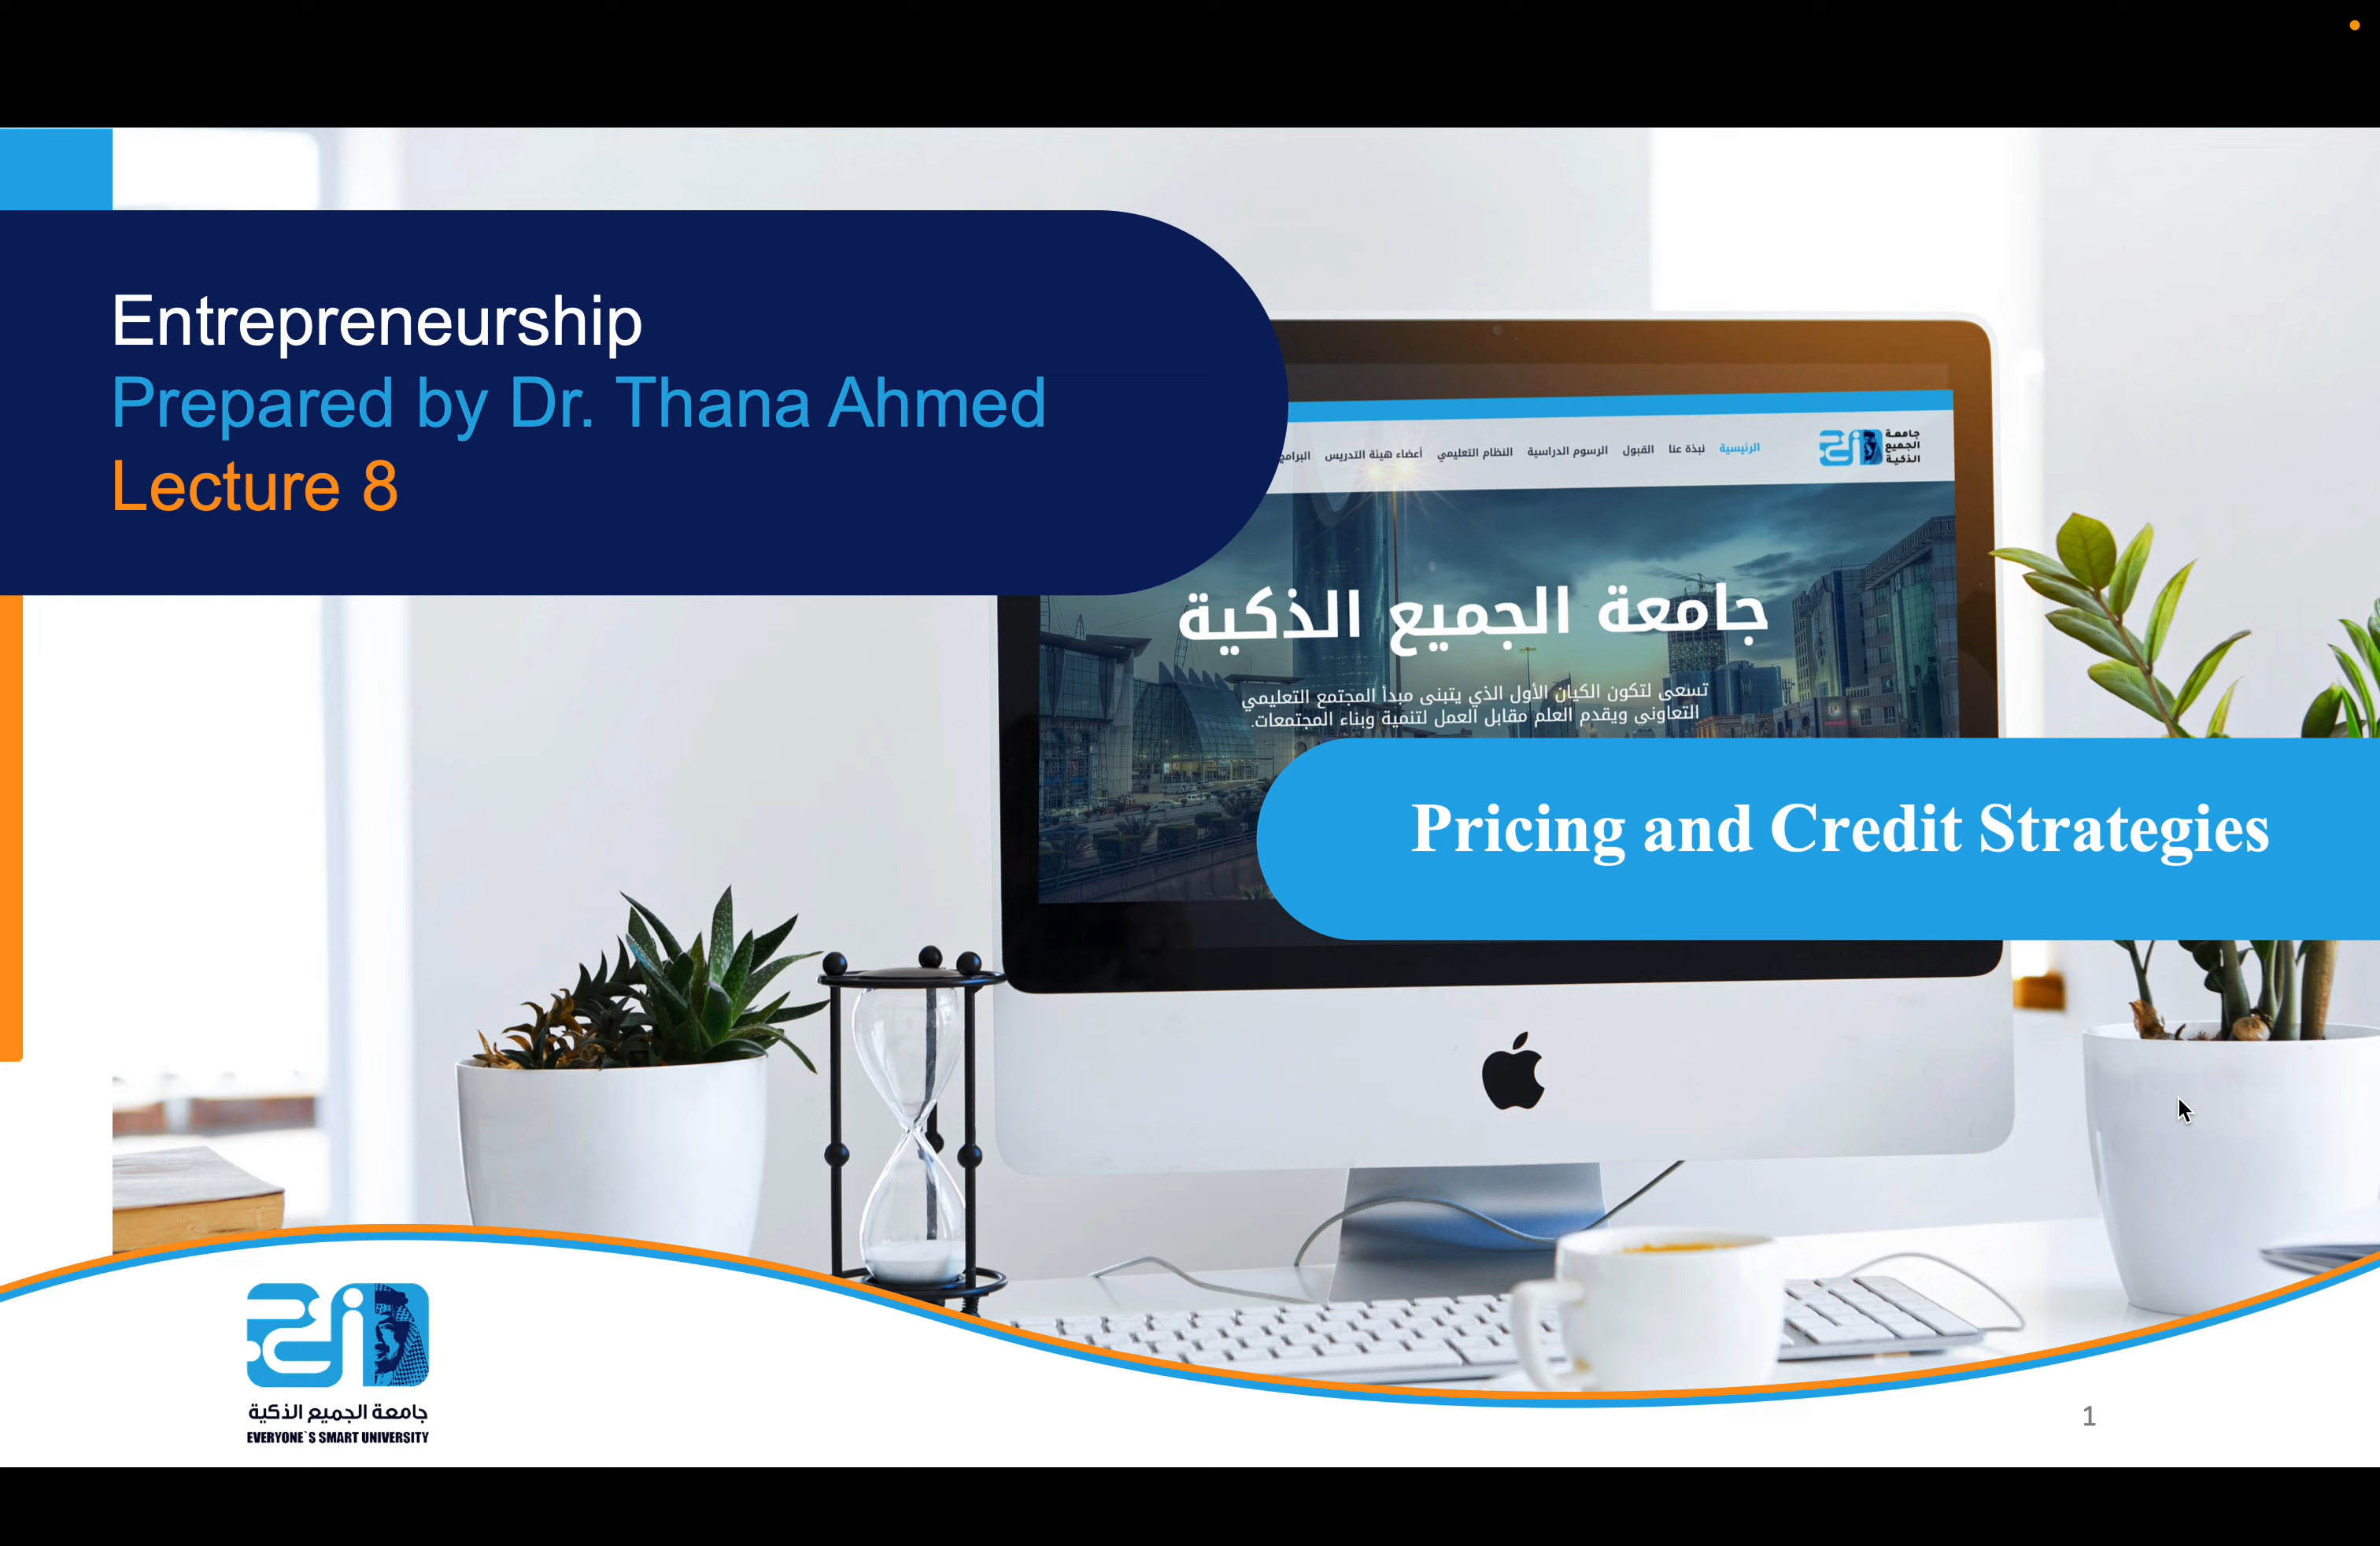 Entrepreneurship
Prepared by Dr. Thana Ahmed
Lecture 8
جامعة
الجميع
الذكية
الرئيسية نبذة عنا القبول الرسوم الدراسية النظام التعليمي أعضاء هيئة التدريس البرامج
جامعة الجميع الذكية
تسعى لتكون الكيان الأول الذي يتبنى مبدأ المجتمع التعليمي
التعاوني ويقدم العلم مقابل العمل لتنمية وبناء المجتمعات.
Pricing and Credit Strategies
جامعة الجميع الذكية
EVERYONE`S SMART UNIVERSITY
1